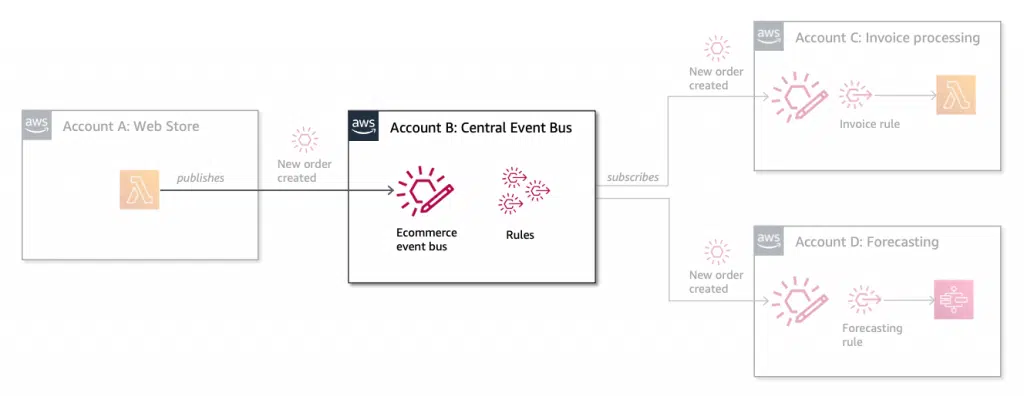 aws
Account A: Web Store
publishes
New order
created
aws
Account B: Central Event Bus
Ecommerce
event bus
Rules
subscribes
New order
created
aws
Account C: Invoice processing
Invoice rule
New order
created
aws
Account D: Forecasting
Forecasting
rule